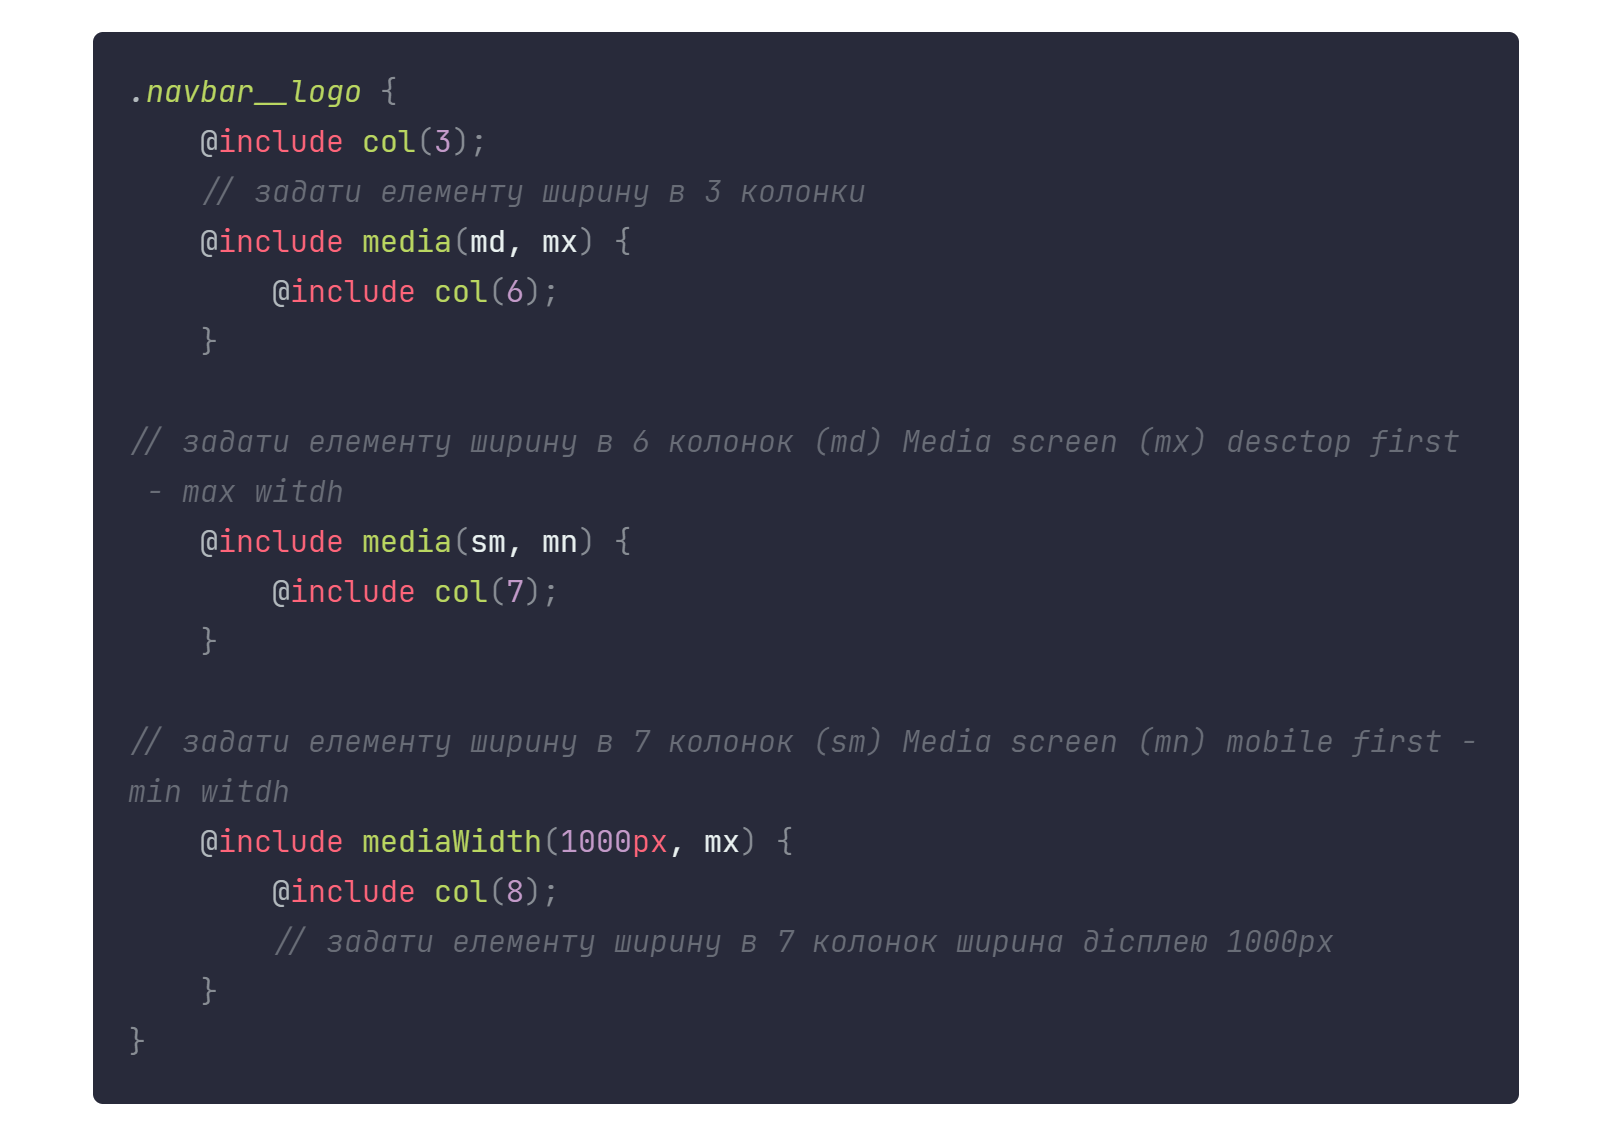 .navbar__logo {
    @include col(3);
    // задати елементу ширину в 3 колонки
    @include media(md, mx) {
        @include col(6);
    }

// задати елементу ширину в 6 колонок (md) Media screen (mx) desctop first
 - max witdh
    @include media(sm, mn) {
        @include col(7);
    }

// задати елементу ширину в 7 колонок (sm) Media screen (mn) mobile first -
min witdh
    @include mediaWidth(1000px, mx) {
        @include col(8);
        // задати елементу ширину в 7 колонок ширина дісплею 1000px
    }
}